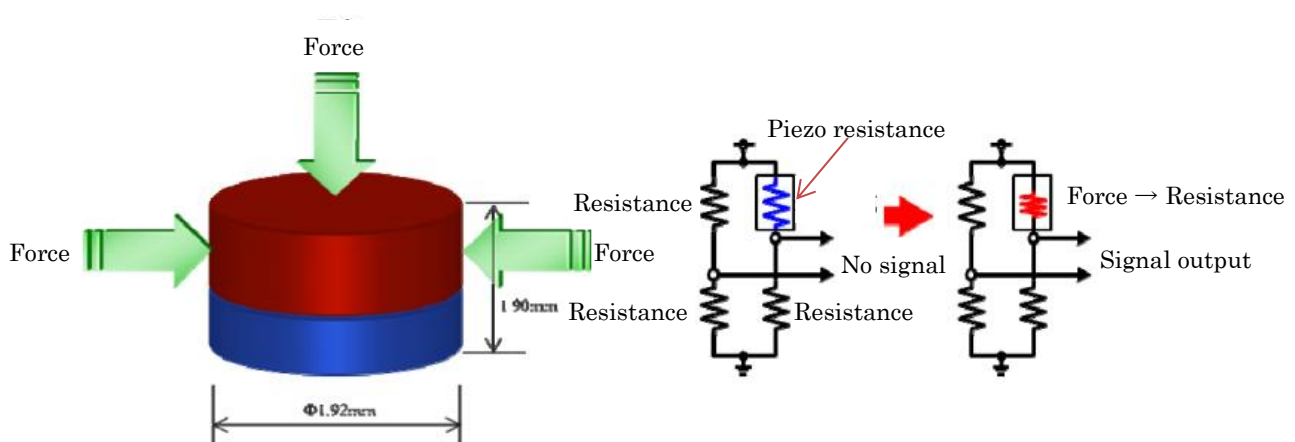 Force
Force
Force
1.90mm
Φ1.92mm
Piezo resistance
Resistance
No signal
Resistance
Resistance
Force → Resistance
Signal output